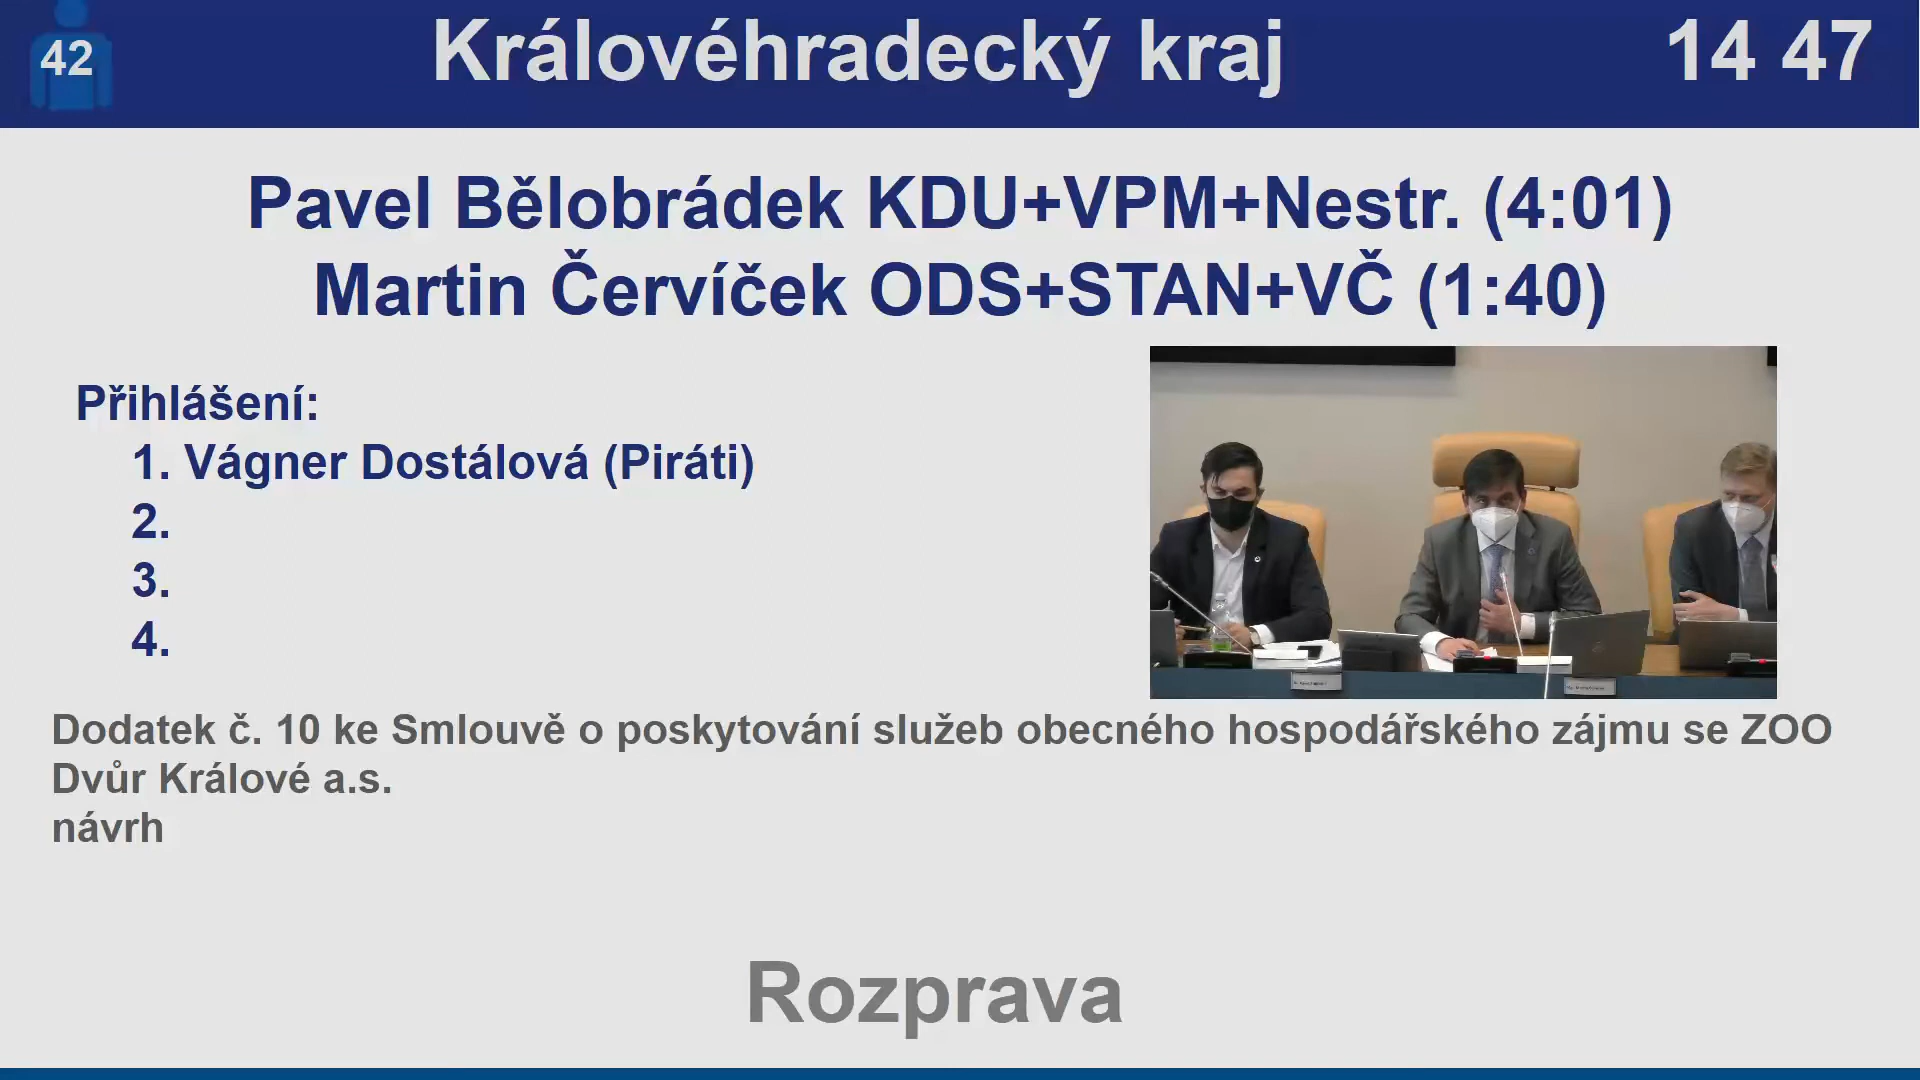 42
Královéhradecký kraj
14 47
Pavel Bělobrádek KDU+VPM+Nestr. (4:01)
Martin Červíček ODS+STAN+VČ (1:40)
Přihlášení:
1. Vágner Dostálová (Piráti)
2.
3.
4.
Dodatek č. 10 ke Smlouvě o poskytování služeb obecného hospodářského zájmu se ZOO
Dvůr Králové a.s.
návrh
Rozprava